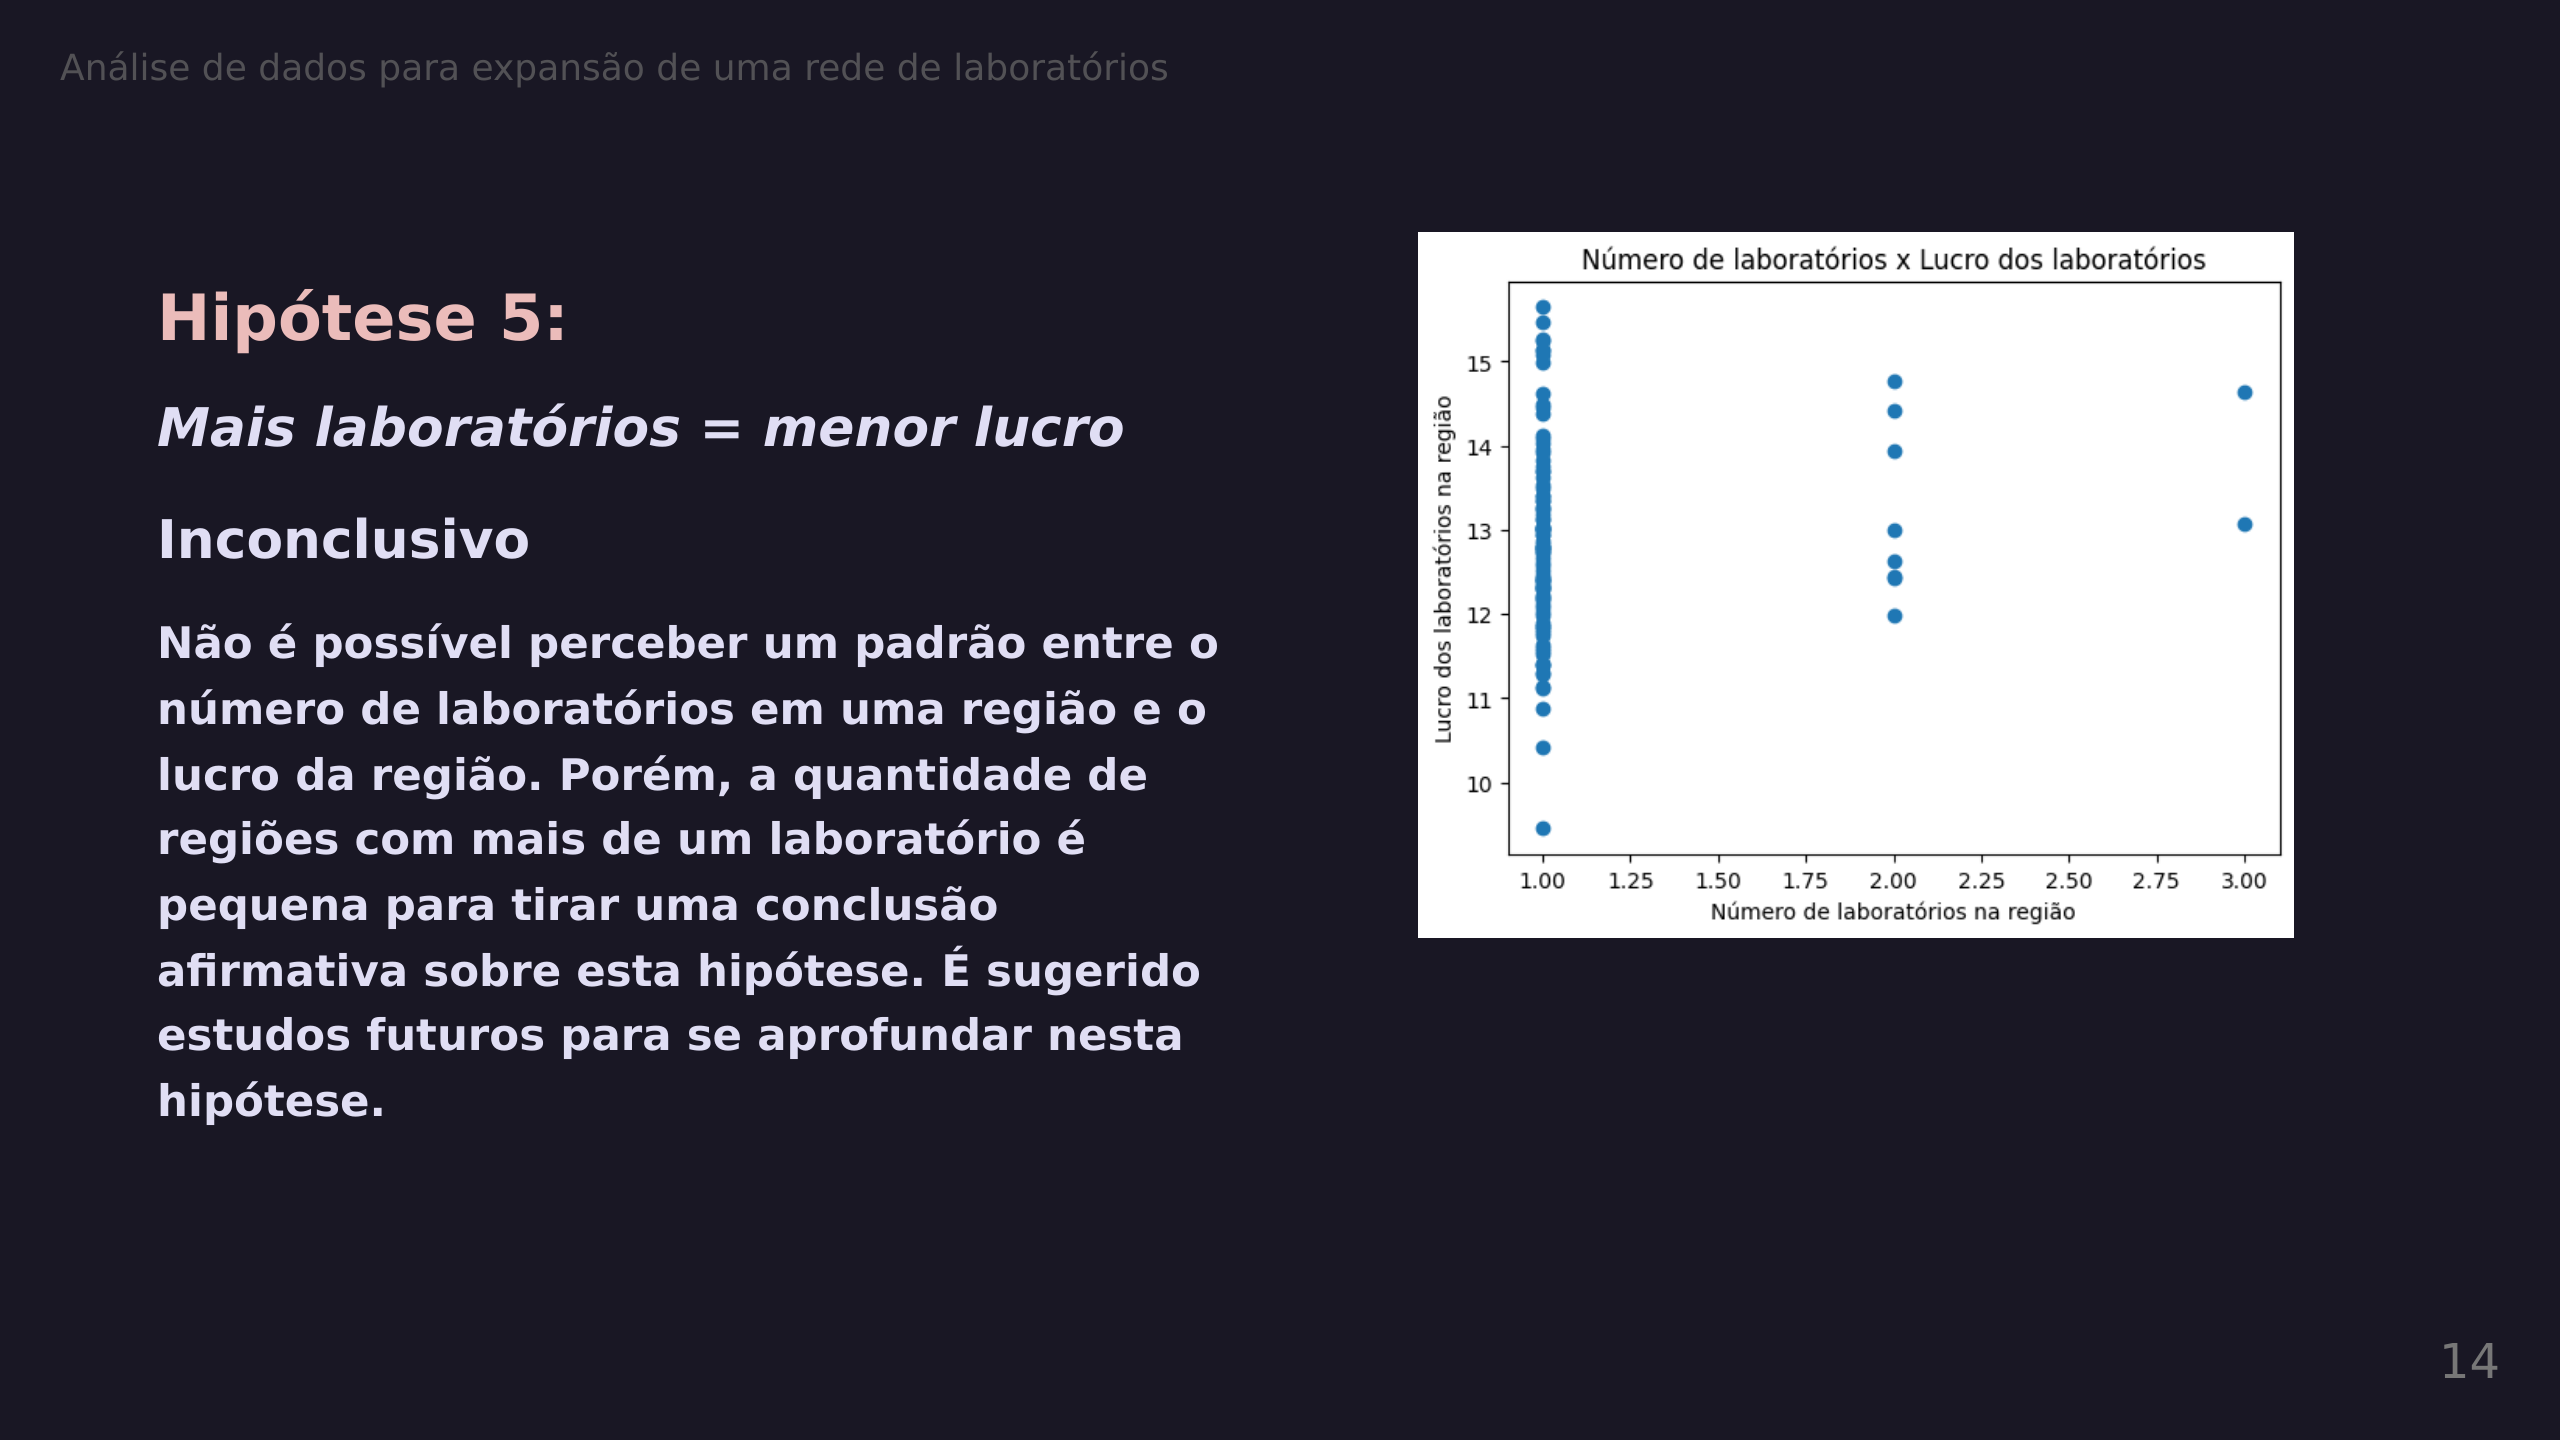 Análise de dados para expansão de uma rede de laboratórios
Hipótese 5:
Mais laboratórios = menor lucro
Inconclusivo
Não é possível perceber um padrão entre o
número de laboratórios em uma região e o
lucro da região. Porém, a quantidade de
regiões com mais de um laboratório é
pequena para tirar uma conclusão
afirmativa sobre esta hipótese. É sugerido
estudos futuros para se aprofundar nesta
hipótese.
Número de laboratórios x Lucro dos laboratórios
Lucro dos laboratórios na região
15
14
13
12
11
10
1.00 1.25 1.50 1.75 2.00 2.25 2.50 2.75 3.00
Número de laboratórios na região
14